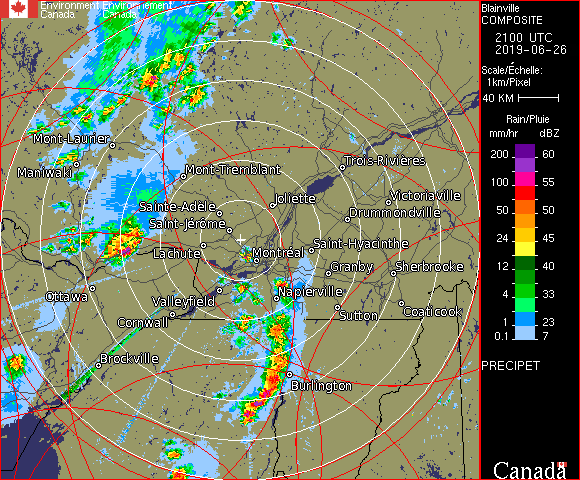 Environment Environnement
Canada Canada
Mont-Laurier
Maniwaki
Mont-Tremblant
Trois-Rivières
Sainte-Adèle
Joliette
Victoriaville
Drummondville
Saint-Jérôme
Lachute
Montréal
Saint-Hyacinthe
Granby
Sherbrooke
Ottawa
Valleyfield
Napierville
Cornwall
Sutton
Coaticook
Brockville
Burlington
Blainville
COMPOSITE
2100 UTC
2019-06-26
Scale/Échelle:
1km/Pixel
40 KM
Rain/Pluie
mm/hr dBZ
200 60
100 55
50 50
24 45
12 40
4 33
1 23
0.1 7
PRECIPET
Canada